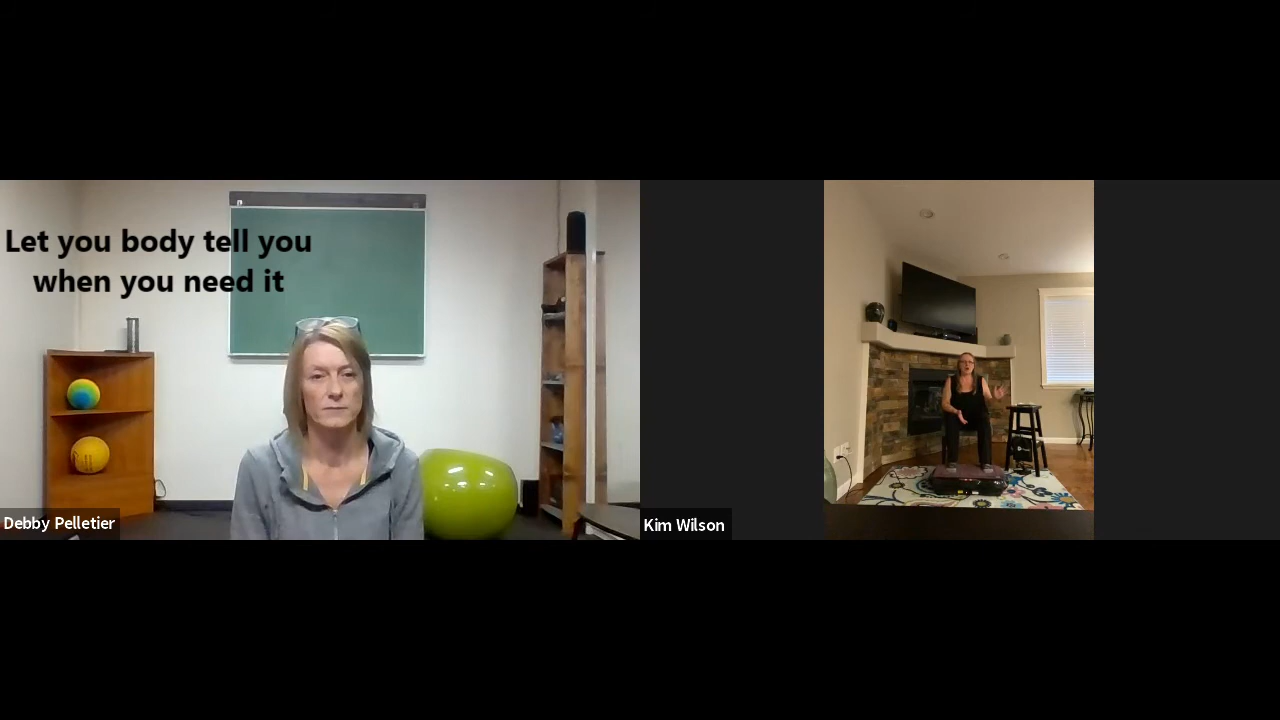 Let you body tell you
when you need it
Debby Pelletier
Kim Wilson